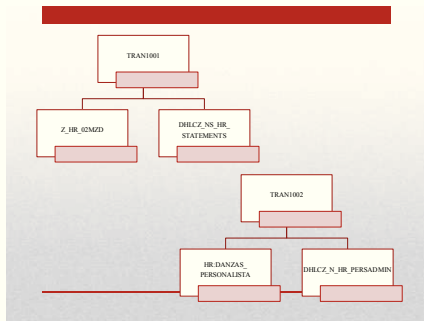 TRAN1001
Z_HR_02MZD
DHLCZ_NS_HR_
STATEMENTS
TRAN1002
HR:DANZAS_
PERSONALISTA
DHLCZ_N_HR_PERSADMIN